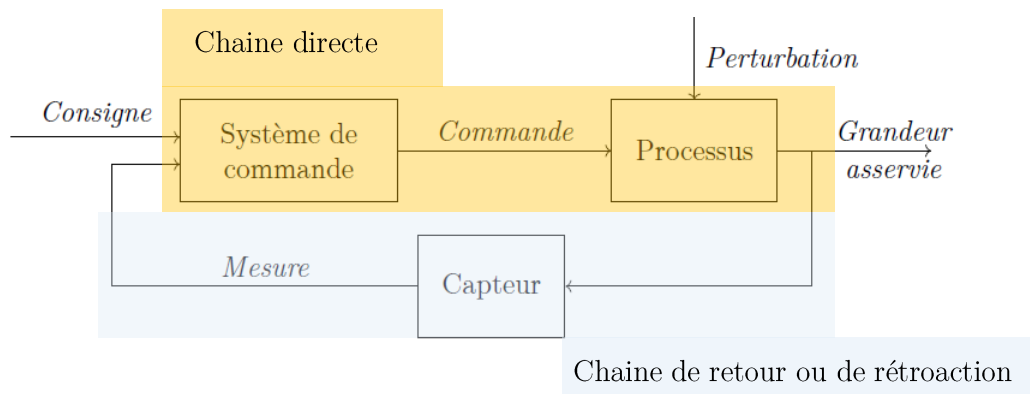 Chaine directe
Perturbation
Consigne
Système de
commande
Commande
Processus
Grandeur
asservie
Mesure
Capteur
Chaine de retour ou de rétroaction